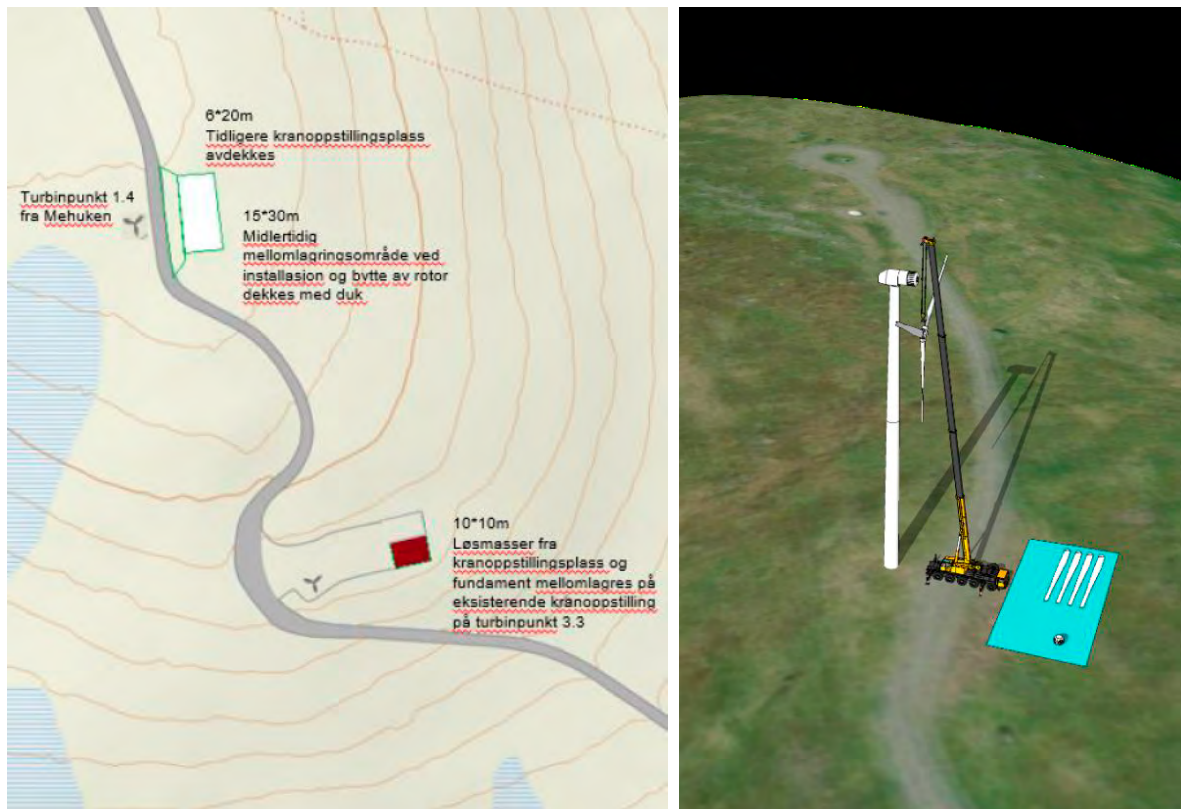 6*20m
Tidligere kranoppstillingsplass
avdekkes
Turbinpunkt 1.4
fra Mehuken
15*30m
Midlertidig
mellomlagringsområde ved
installasjon og bytte av rotor
dekkes med duk
10*10m
Løsmasser fra
kranoppstillingsplass og
fundament mellomlagres på
eksisterende kranoppstilling
på turbinpunkt 3.3